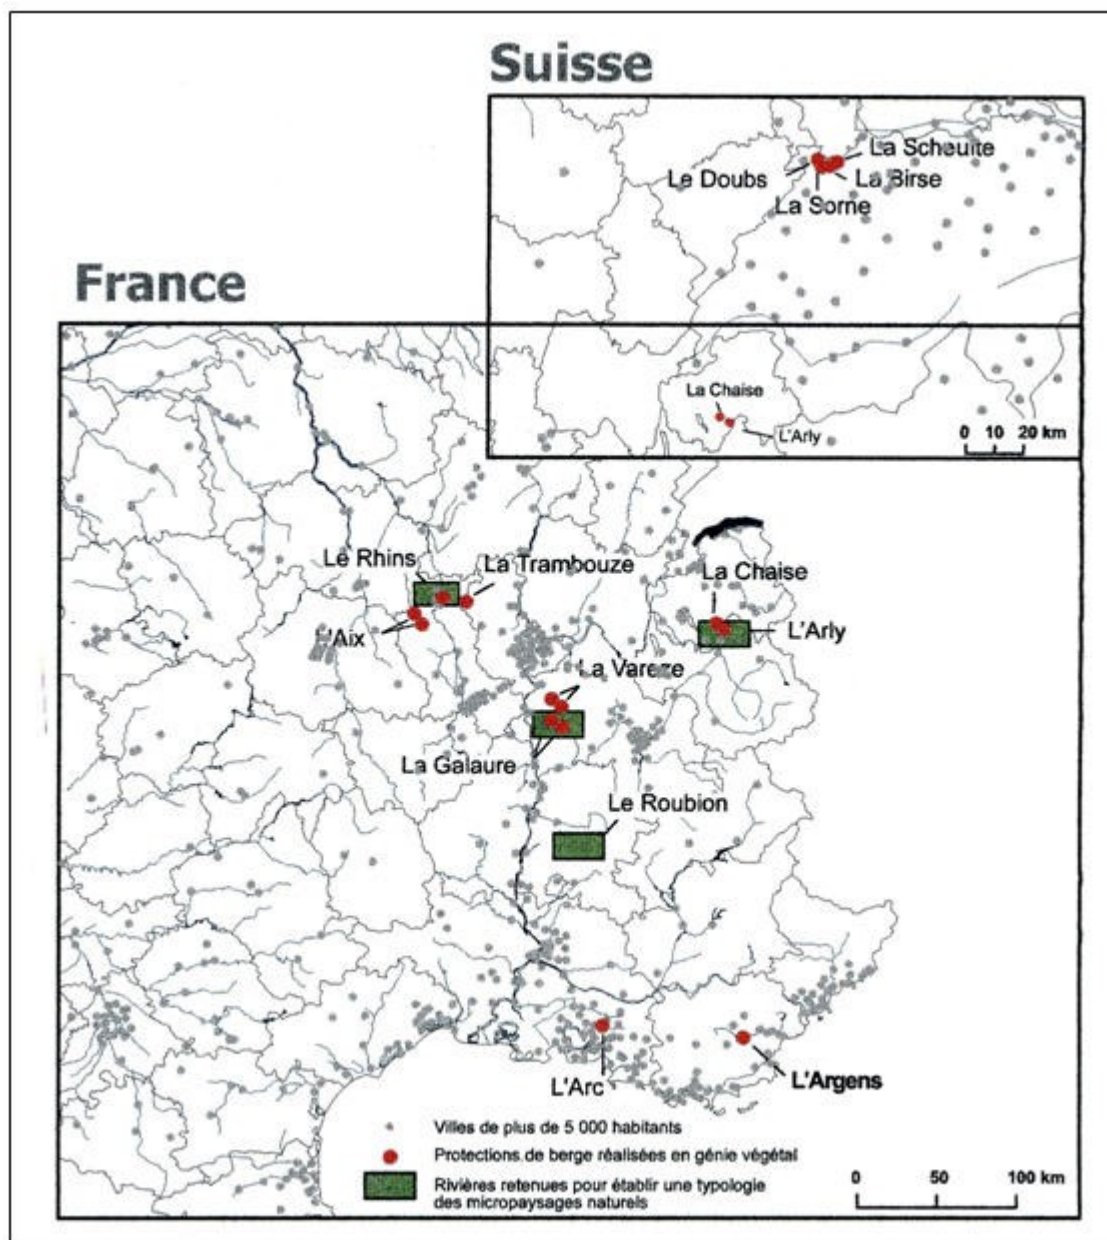 Suisse
La Scheulte
Le Doubs
La Birse
La Sorne
France
La Chaise
L'Arly
0 10 20 km
Le Rhins
La Trambouze
La Chaise
L'Aix
L'Arly
La Vareze
La Galaure
Le Roubion
L'Arc
L'Argens
Villes de plus de 5 000 habitants
Protections de berge réalisées en génie végétal
Rivières retenues pour établir une typologie
des micropaysages naturels
0 50 100 km